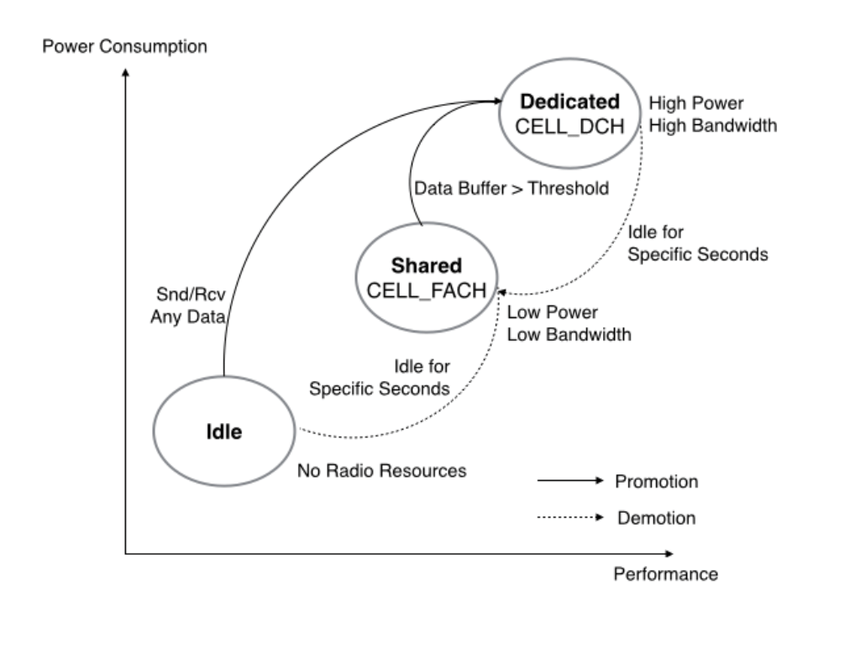 Power Consumption
Dedicated
CELL_DCH
High Power
High Bandwidth
Data Buffer > Threshold
Idle for
Specific Seconds
Shared
CELL_FACH
Snd/Rcv
Any Data
Low Power
Low Bandwidth
Idle for
Specific Seconds
Idle
No Radio Resources
Promotion
Demotion
Performance